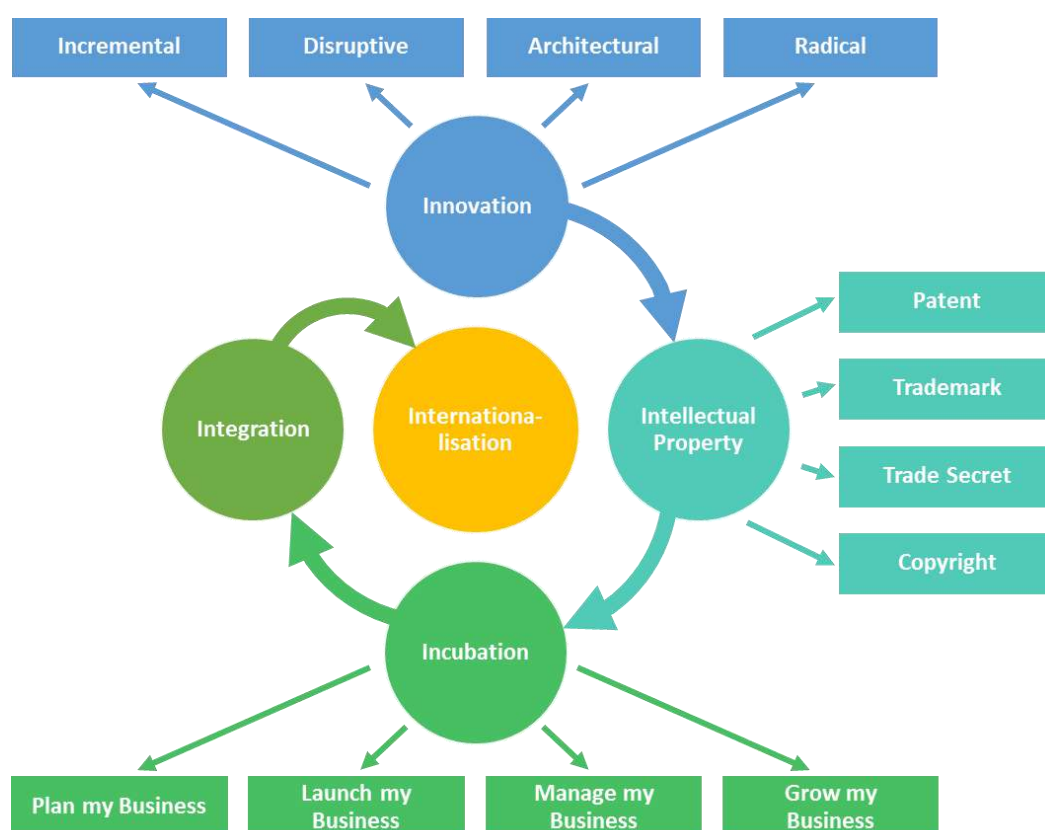 Incremental
Disruptive
Architectural
Radical
Innovation
Patent
Trademark
Integration
Internationa-
lisation
Intellectual
Property
Trade Secret
Copyright
Incubation
Plan my Business
Launch my
Business
Manage my
Business
Grow my
Business